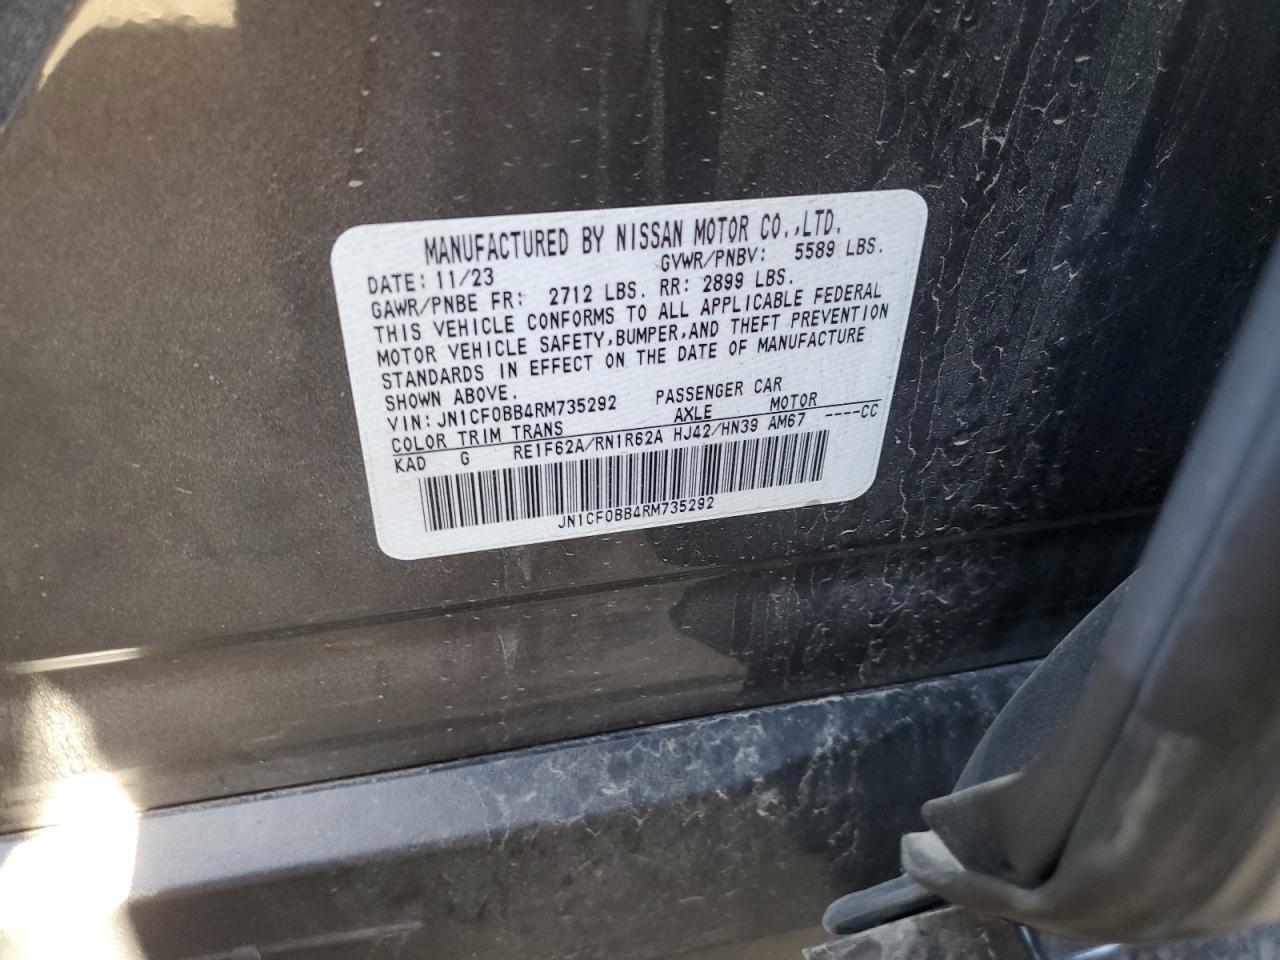 MANUFACTURED BY NISSAN MOTOR CO.,LTD.
DATE: 11/23 GVWR/PNBV: 5589 LBS.
GAWR/PNBE FR: 2712 LBS. RR: 2899 LBS.
THIS VEHICLE CONFORMS TO ALL APPLICABLE FEDERAL
MOTOR VEHICLE SAFETY,BUMPER,AND THEFT PREVENTION
STANDARDS IN EFFECT ON THE DATE OF MANUFACTURE
SHOWN ABOVE.
VIN: JN1CF0BB4RM735292 PASSENGER CAR
COLOR TRIM TRANS AXLE MOTOR
KAD G RE1F62A/RN1R62A HJ42/HN39 AM67 ----CC
JN1CF0BB4RM735292